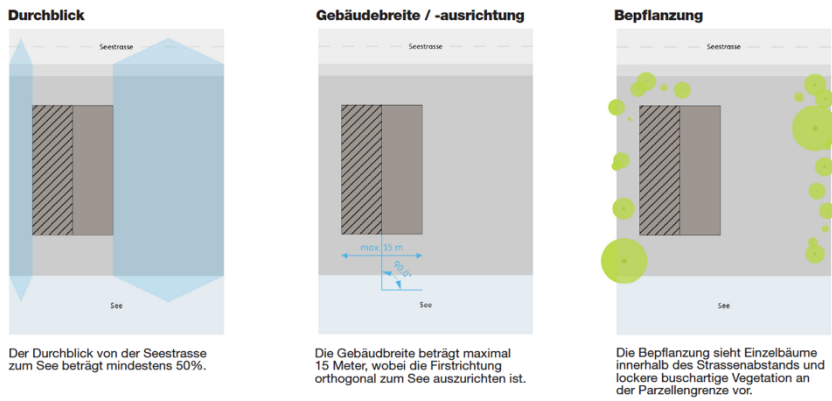 Durchblick
Seestrasse
See
Der Durchblick von der Seestrasse
zum See beträgt mindestens 50%.
Gebäudebreite / -ausrichtung
Seestrasse
max. 15 m
90.0°
See
Die Gebäudbreite beträgt maximal
15 Meter, wobei die Firstrichtung
orthogonal zum See auszurichten ist.
Bepflanzung
Seestrasse
See
Die Bepflanzung sieht Einzelbäume
innerhalb des Strassenabstands und
lockere buschartige Vegetation an
der Parzellengrenze vor.